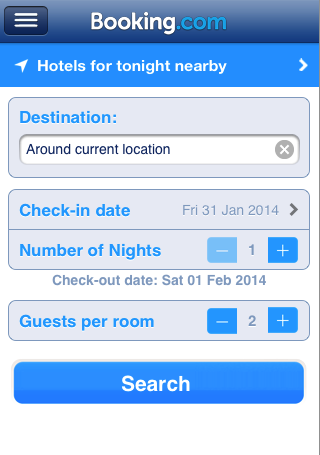 Booking.com
Hotels for tonight nearby
Destination:
Around current location
Check-in date Fri 31 Jan 2014
Number of Nights – 1 +
Check-out date: Sat 01 Feb 2014
Guests per room – 2 +
Search